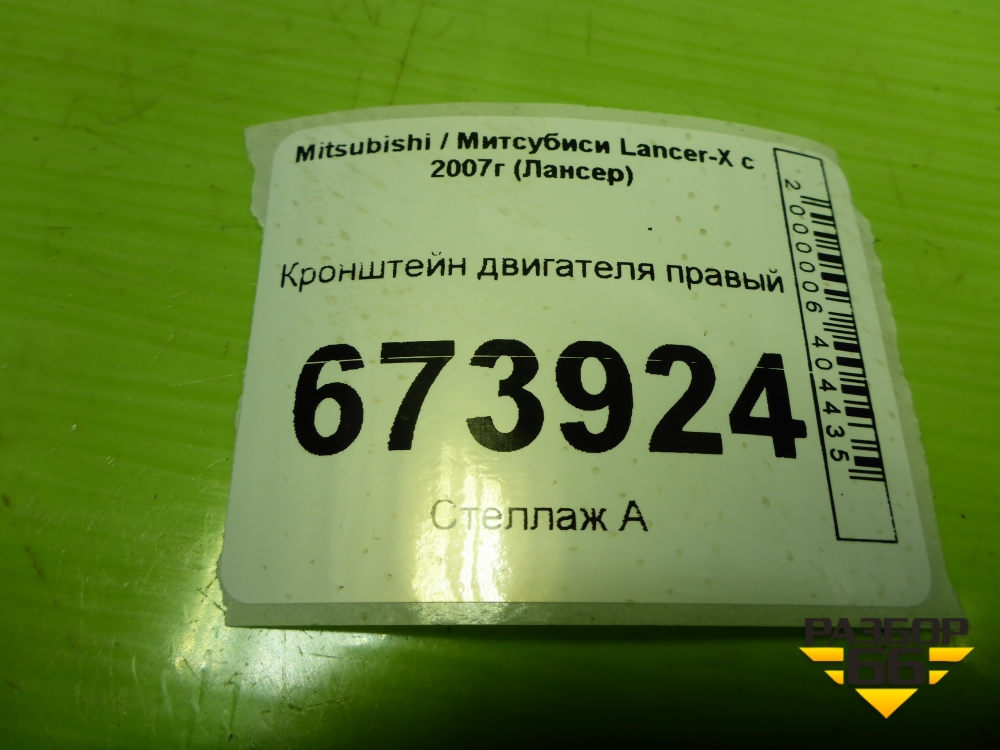 Mitsubishi / Митсубиси Lancer-X с
2007г (Лансер)
Кронштейн двигателя правый
673924
Стеллаж А
2000006404435
РАЗБОР
66